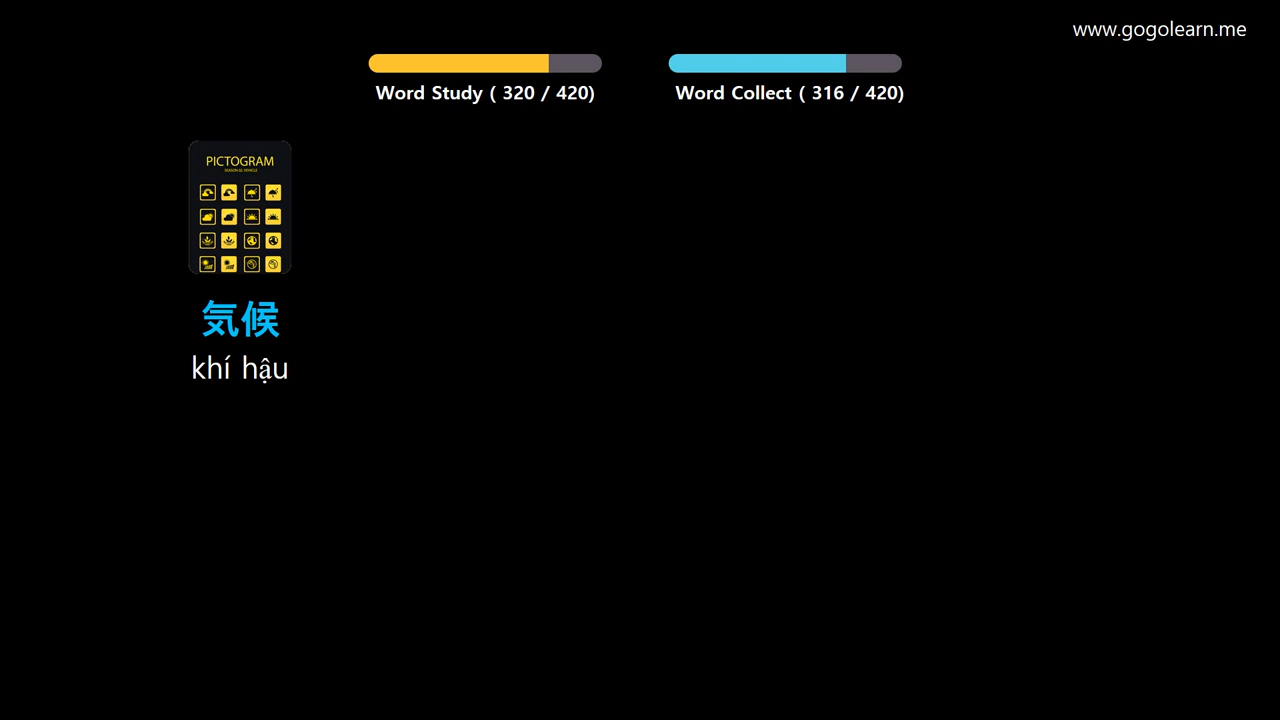 www.gogolearn.me
Word Study ( 320 / 420)
Word Collect ( 316 / 420)
PICTOGRAM
気候
khí hậu